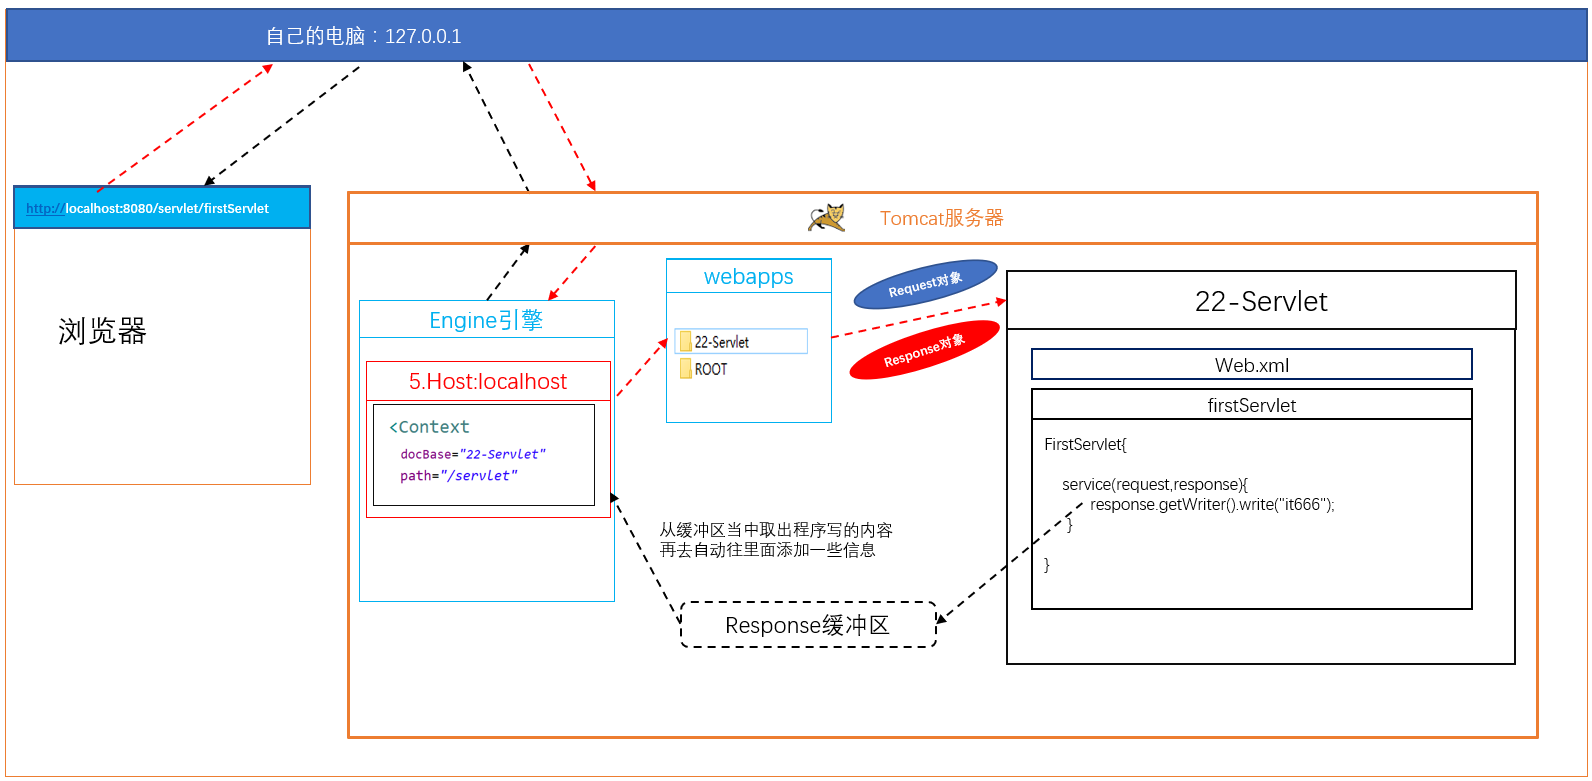 自己的电脑：127.0.0.1
http://localhost:8080/servlet/firstServlet
浏览器
Tomcat服务器
Engine引擎
5.Host:localhost
<Context
docBase="22-Servlet"
path="/servlet"
webapps
22-Servlet
ROOT
Request对象
Response对象
22-Servlet
Web.xml
firstServlet
FirstServlet{
service(request,response){
response.getWriter().write("it666");
}
}
从缓冲区当中取出程序写的内容
再去自动往里面添加一些信息
Response缓冲区